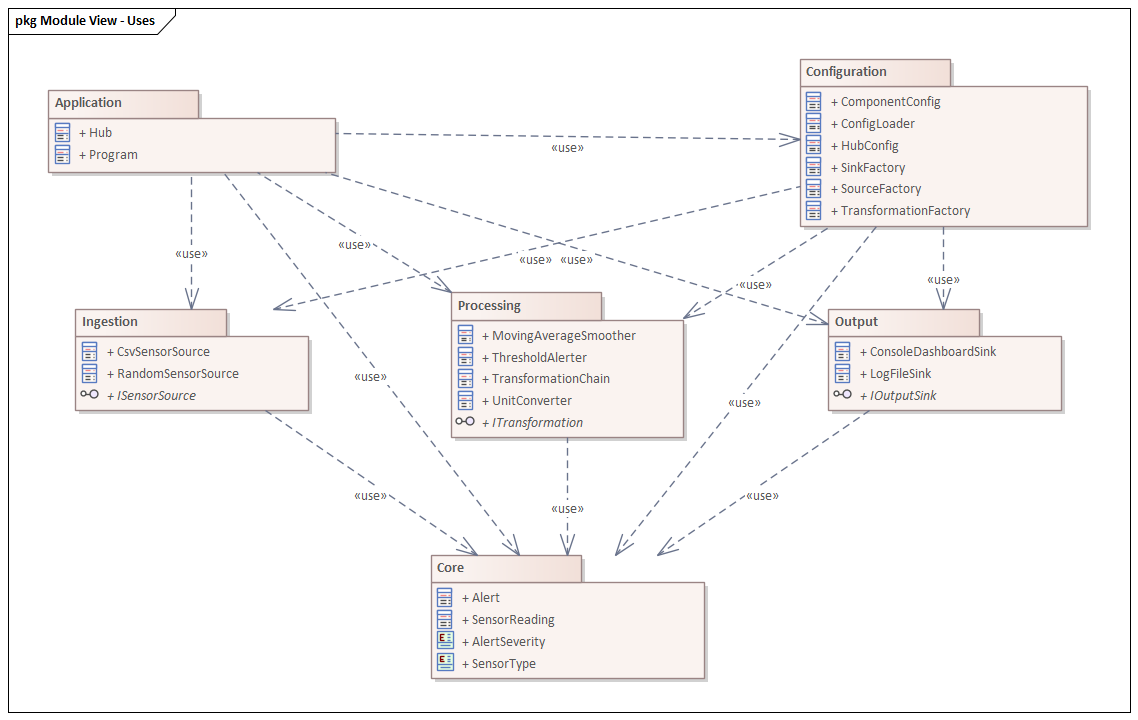 pkg Module View - Uses
Application
+ Hub
+ Program
Configuration
+ ComponentConfig
+ ConfigLoader
+ HubConfig
+ SinkFactory
+ SourceFactory
+ TransformationFactory
«use»
«use»
«use»
«use»
«use»
«use»
«use»
Ingestion
+ CsvSensorSource
+ RandomSensorSource
+ ISensorSource
Processing
+ MovingAverageSmoother
+ ThresholdAlerter
+ TransformationChain
+ UnitConverter
+ ITransformation
Output
+ ConsoleDashboardSink
+ LogFileSink
+ IOutputSink
«use»
«use»
«use»
«use»
«use»
Core
+ Alert
+ SensorReading
+ AlertSeverity
+ SensorType